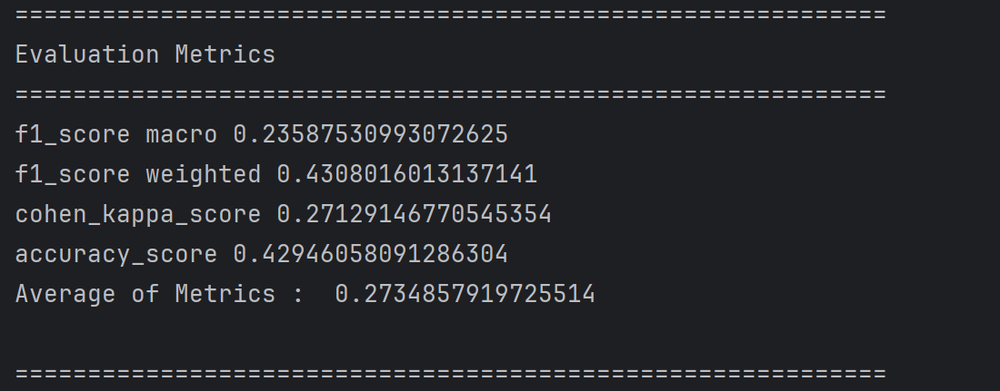 ============================================================
Evaluation Metrics
============================================================
f1_score macro 0.23587530993072625
f1_score weighted 0.4308016013137141
cohen_kappa_score 0.27129146770545354
accuracy_score 0.42946058091286304
Average of Metrics :  0.2734857919725514
============================================================